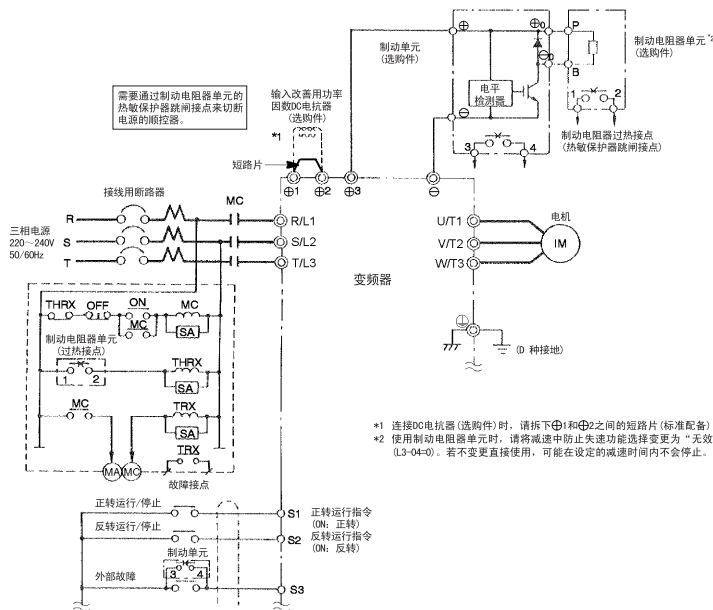 制动单元
(选购件)
⊕
⊕0
P
制动电阻器单元*2
(选购件)
⊖0
B
电平
检测器
1 2
制动电阻器过热接点
(热敏保护器跳闸接点)
⊖
3 4
需要通过制动电阻器单元的
热敏保护器跳闸接点来切断
电源的顺控器。
输入改善用功率
因数DC电抗器
(选购件)
*1
短路片
⊕1 ⊕2 ⊕3 ⊖
接线用断路器
MC
三相电源
220～240V
50/60Hz
R
S
T
R/L1
S/L2
T/L3
变频器
U/T1
V/T2
W/T3
电机
IM
(D 种接地)
THRX OFF ON MC
MC SA
制动电阻器单元
(过热接点)
1 2
THRX
SA
MC
TRX
SA
MA MC
TRX
故障接点
*1 连接DC电抗器(选购件)时，请拆下⊕1和⊕2之间的短路片(标准配备)
*2 使用制动电阻器单元时，请将减速中防止失速功能选择变更为“无效
(L3-04=0)。若不变更直接使用，可能在设定的减速时间内不会停止。
正转运行/停止
S1 正转运行指令
(ON: 正转)
反转运行/停止
S2 反转运行指令
(ON: 反转)
制动单元
3 4
外部故障
S3